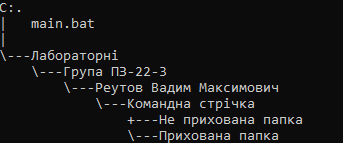 C:.
|   main.bat
|
\---Лабораторні
    \---Група ПЗ-22-3
        \---Реутов Вадим Максимович
            \---Командна стрічка
                +---Не прихована папка
                \---Прихована папка